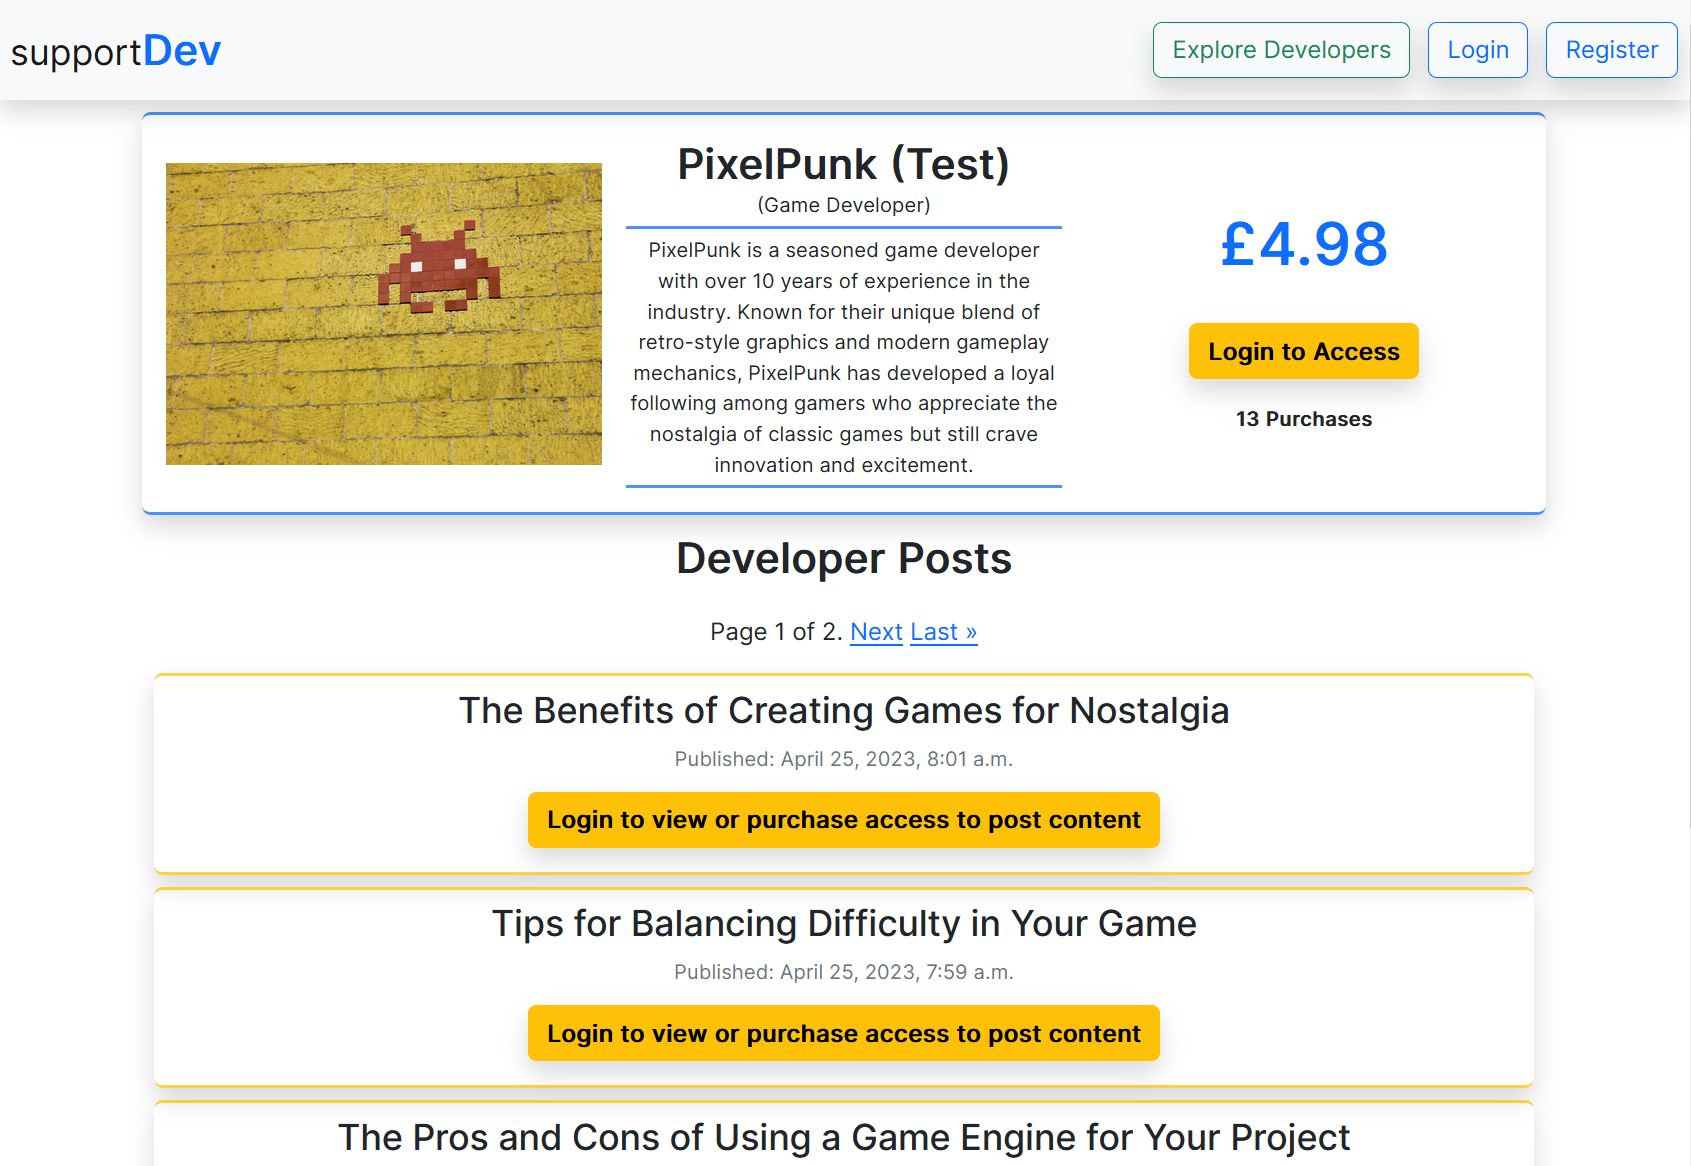 supportDev
Explore Developers
Login
Register
PixelPunk (Test)
(Game Developer)
PixelPunk is a seasoned game developer
with over 10 years of experience in the
industry. Known for their unique blend of
retro-style graphics and modern gameplay
mechanics, PixelPunk has developed a loyal
following among gamers who appreciate the
nostalgia of classic games but still crave
innovation and excitement.
£4.98
Login to Access
13 Purchases
Developer Posts
Page 1 of 2. Next Last »
The Benefits of Creating Games for Nostalgia
Published: April 25, 2023, 8:01 a.m.
Login to view or purchase access to post content
Tips for Balancing Difficulty in Your Game
Published: April 25, 2023, 7:59 a.m.
Login to view or purchase access to post content
The Pros and Cons of Using a Game Engine for Your Project